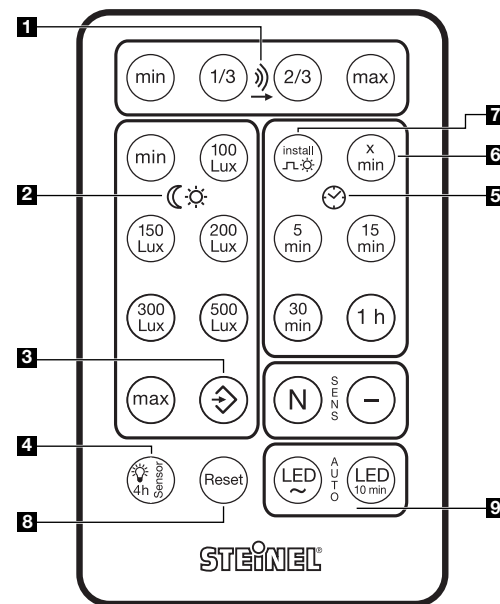 1
min
1/3
2/3
max
7
install
x
min
6
min
100
Lux
2
5
150
Lux
200
Lux
5
min
15
min
300
Lux
500
Lux
30
min
1 h
3
max
N
SENS
–
4
4h
Sensor
Reset
LED
~
AUTO
LED
10 min
8
9
STEINEL®